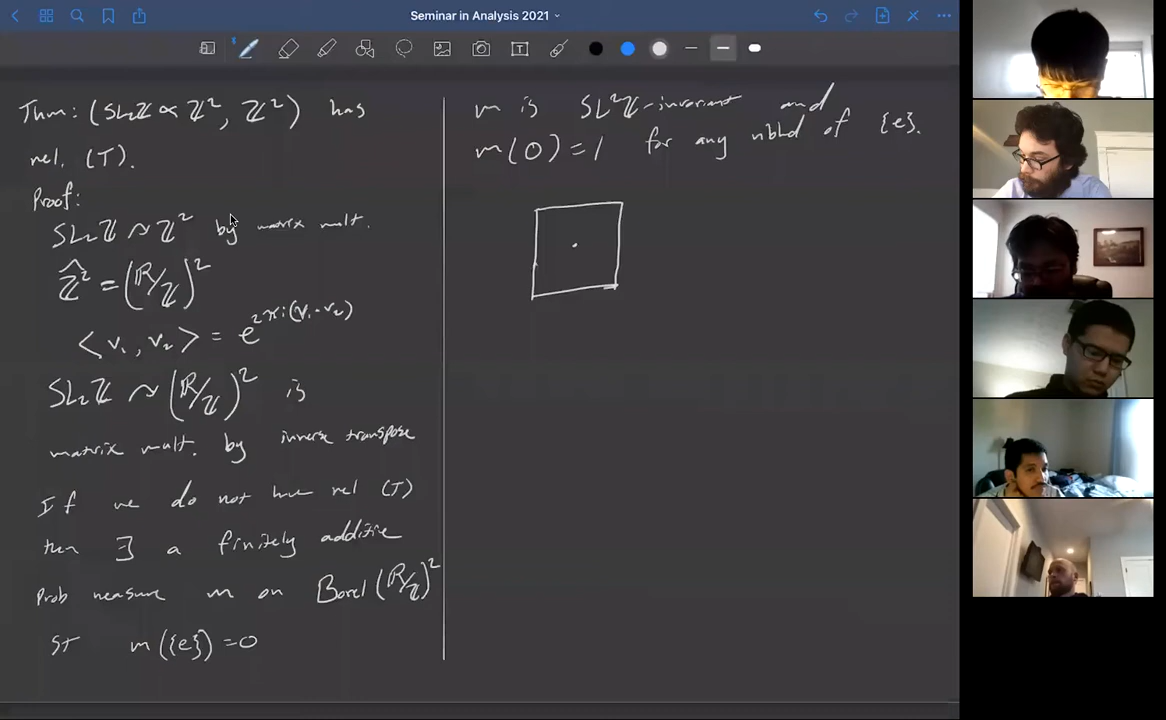 Seminar in Analysis 2021
Thm: (SL₂ℤ ∝ ℤ², ℤ²) has
rel. (T).
Proof:
SL₂ℤ ↷ ℤ² by matrix mult.
ℤ̂² = (ℝ/ℤ)²
<v₁, v₂> = e^{2πi(v₁·v₂)}
SL₂ℤ ↷ (ℝ/ℤ)² is
matrix mult. by inverse transpose
If we do not have rel (T)
then ∃ a finitely additive
Prob measure m on Borel(ℝ/ℤ)²
st m({e}) = 0
m is SL²ℤ-invariant and
m(O) = 1 for any nbhd of {e}.